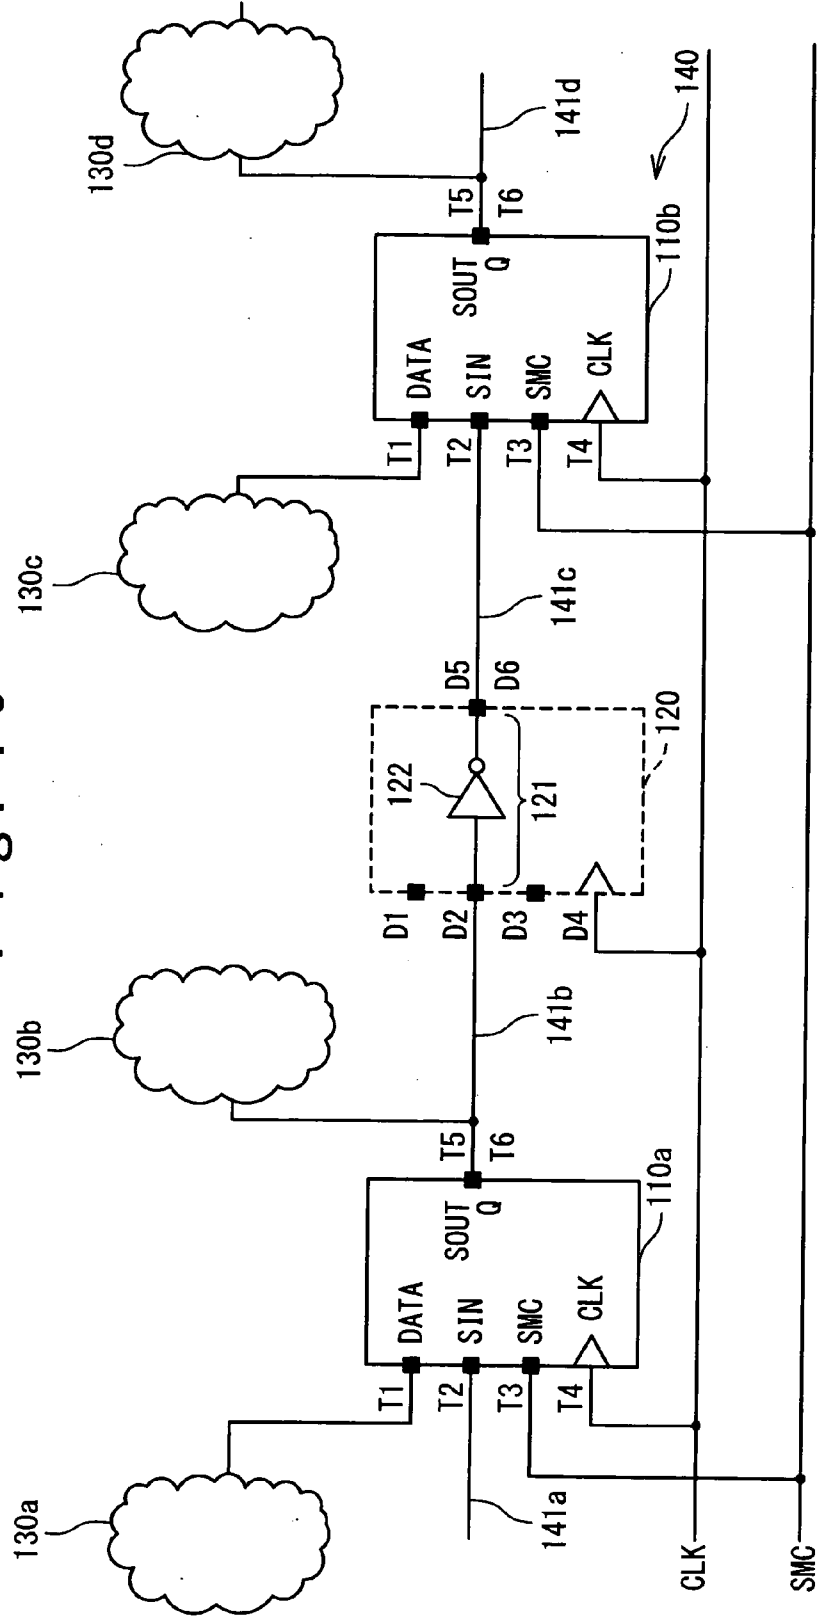 130a
130b
130c
130d
T1
DATA
T2
SIN
T3
SMC
T4
CLK
SOUT
Q
T5
T6
110a
141a
141b
D1
D2
D3
D4
122
121
D5
D6
120
141c
T1
DATA
T2
SIN
T3
SMC
T4
CLK
SOUT
Q
T5
T6
110b
141d
140
CLK
SMC